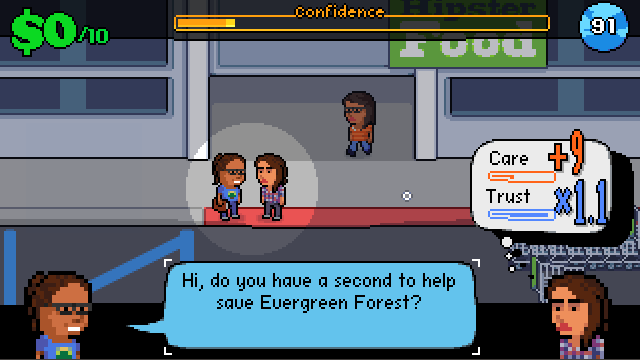 Confidence
$0/10
91
Hipster
Food
Care +9
Trust x1.1
Hi, do you have a second to help
save Evergreen Forest?